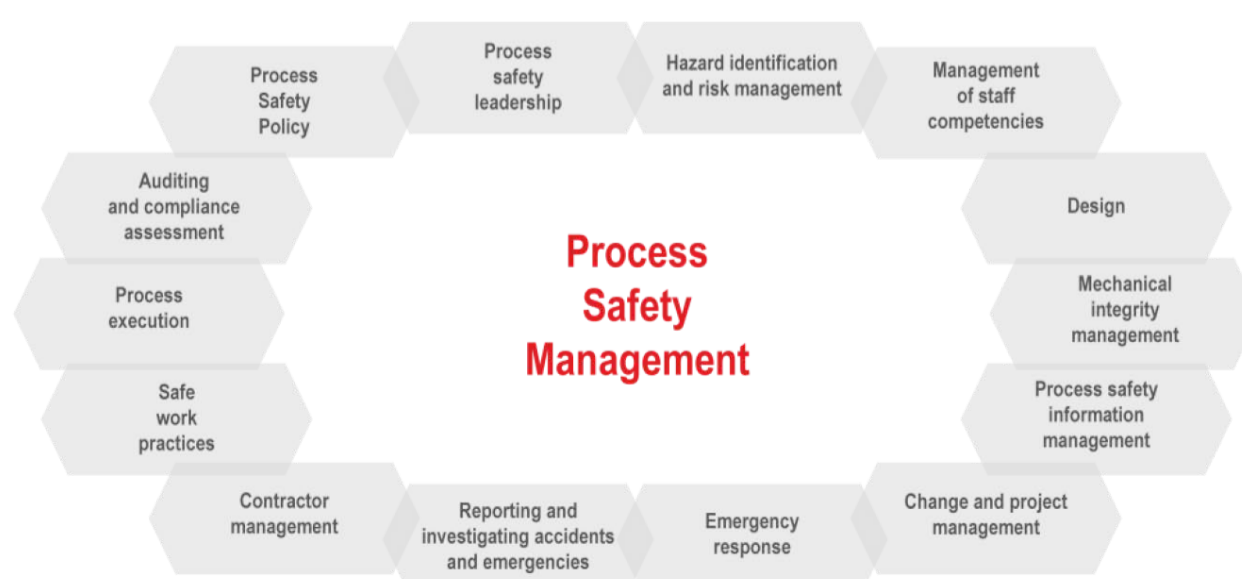 Process
Safety
Policy
Process
safety
leadership
Hazard identification
and risk management
Management
of staff
competencies
Design
Mechanical
integrity
management
Process safety
information
management
Change and project
management
Emergency
response
Reporting and
investigating accidents
and emergencies
Contractor
management
Safe
work
practices
Process
execution
Auditing
and compliance
assessment
Process
Safety
Management